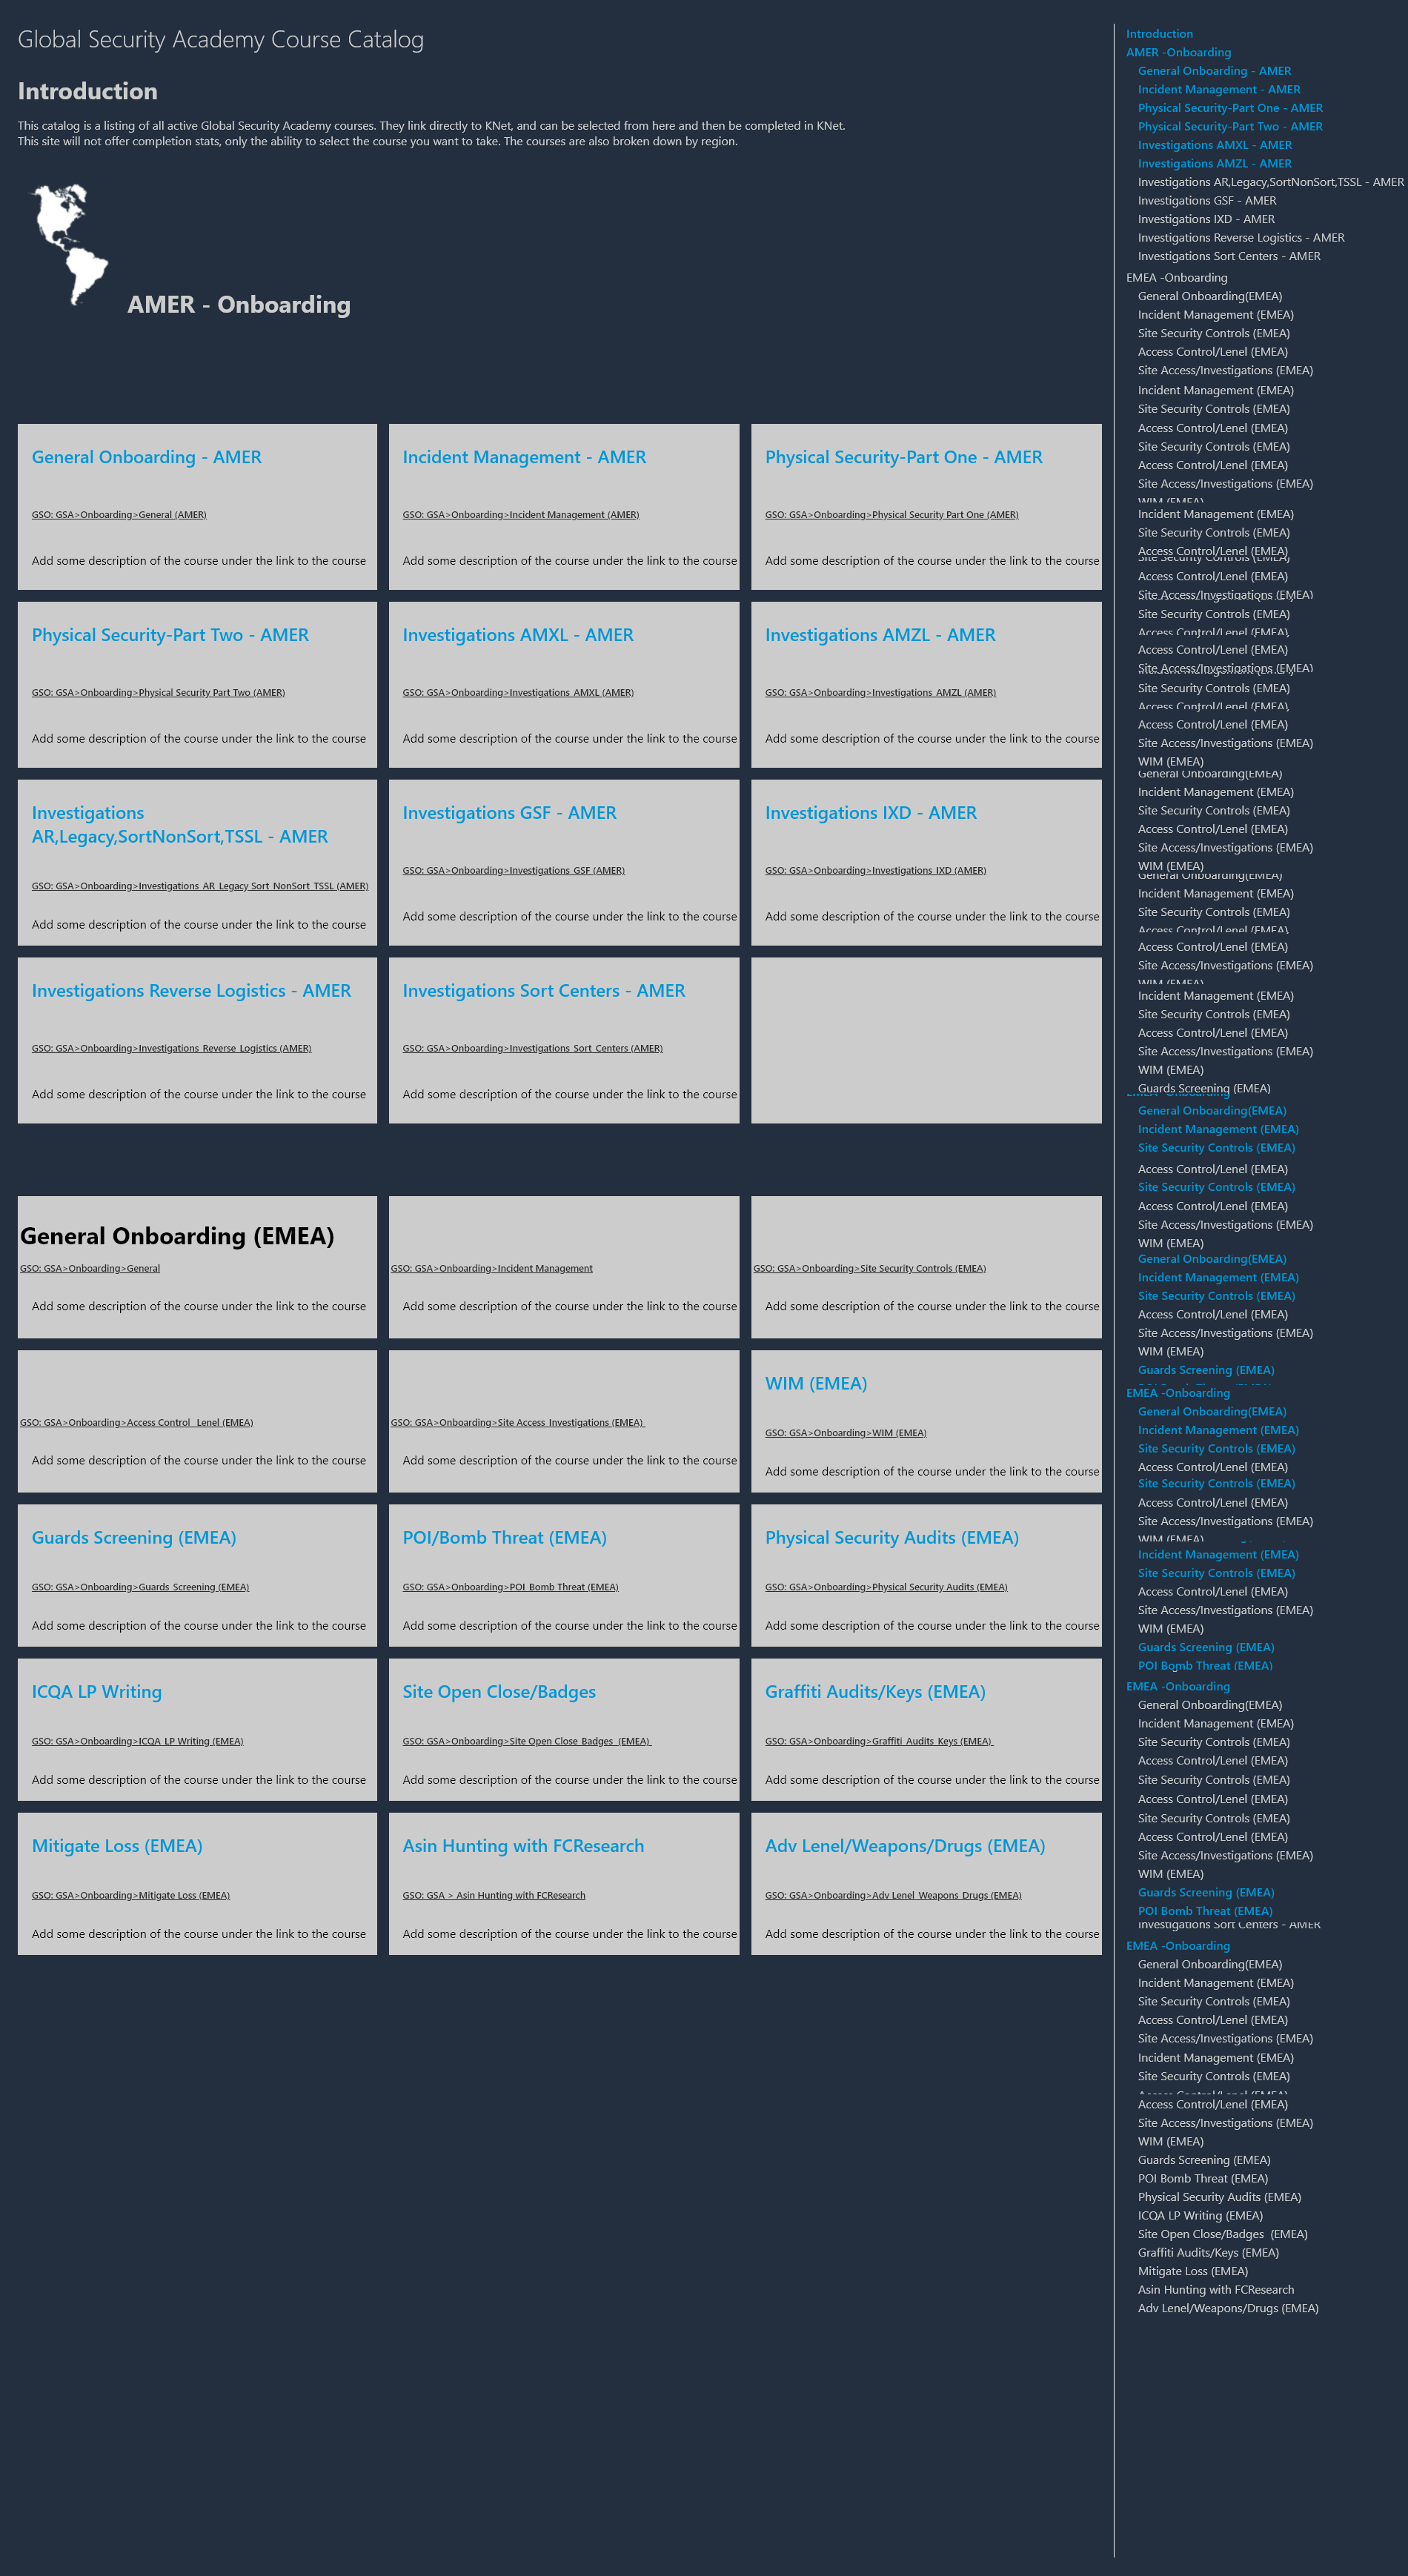 Global Security Academy Course Catalog
Introduction
This catalog is a listing of all active Global Security Academy courses. They link directly to KNet, and can be selected from here and then be completed in KNet.
This site will not offer completion stats, only the ability to select the course you want to take. The courses are also broken down by region.
AMER - Onboarding
General Onboarding - AMER
GSO: GSA>Onboarding>General (AMER)
Add some description of the course under the link to the course
Incident Management - AMER
GSO: GSA>Onboarding>Incident Management (AMER)
Add some description of the course under the link to the course
Physical Security-Part One - AMER
GSO: GSA>Onboarding>Physical Security Part One (AMER)
Add some description of the course under the link to the course
Physical Security-Part Two - AMER
GSO: GSA>Onboarding>Physical Security Part Two (AMER)
Add some description of the course under the link to the course
Investigations AMXL - AMER
GSO: GSA>Onboarding>Investigations_AMXL (AMER)
Add some description of the course under the link to the course
Investigations AMZL - AMER
GSO: GSA>Onboarding>Investigations_AMZL (AMER)
Add some description of the course under the link to the course
Investigations
AR,Legacy,SortNonSort,TSSL - AMER
GSO: GSA>Onboarding>Investigations_AR_Legacy Sort_NonSort_TSSL (AMER)
Add some description of the course under the link to the course
Investigations GSF - AMER
GSO: GSA>Onboarding>Investigations_GSF (AMER)
Add some description of the course under the link to the course
Investigations IXD - AMER
GSO: GSA>Onboarding>Investigations_IXD (AMER)
Add some description of the course under the link to the course
Investigations Reverse Logistics - AMER
GSO: GSA>Onboarding>Investigations_Reverse_Logistics (AMER)
Add some description of the course under the link to the course
Investigations Sort Centers - AMER
GSO: GSA>Onboarding>Investigations_Sort_Centers (AMER)
Add some description of the course under the link to the course
General Onboarding (EMEA)
GSO: GSA>Onboarding>General
Add some description of the course under the link to the course
GSO: GSA>Onboarding>Incident Management
Add some description of the course under the link to the course
GSO: GSA>Onboarding>Site Security Controls (EMEA)
Add some description of the course under the link to the course
GSO: GSA>Onboarding>Access Control_ Lenel (EMEA)
Add some description of the course under the link to the course
GSO: GSA>Onboarding>Site Access_Investigations (EMEA)
Add some description of the course under the link to the course
WIM (EMEA)
GSO: GSA>Onboarding>WIM (EMEA)
Add some description of the course under the link to the course
Guards Screening (EMEA)
GSO: GSA>Onboarding>Guards_Screening (EMEA)
Add some description of the course under the link to the course
POI/Bomb Threat (EMEA)
GSO: GSA>Onboarding>POI_Bomb Threat (EMEA)
Add some description of the course under the link to the course
Physical Security Audits (EMEA)
GSO: GSA>Onboarding>Physical Security Audits (EMEA)
Add some description of the course under the link to the course
ICQA LP Writing
GSO: GSA>Onboarding>ICQA_LP Writing (EMEA)
Add some description of the course under the link to the course
Site Open Close/Badges
GSO: GSA>Onboarding>Site Open Close_Badges (EMEA)
Add some description of the course under the link to the course
Graffiti Audits/Keys (EMEA)
GSO: GSA>Onboarding>Graffiti_Audits_Keys (EMEA)
Add some description of the course under the link to the course
Mitigate Loss (EMEA)
GSO: GSA>Onboarding>Mitigate Loss (EMEA)
Add some description of the course under the link to the course
Asin Hunting with FCResearch
GSO: GSA > Asin Hunting with FCResearch
Add some description of the course under the link to the course
Adv Lenel/Weapons/Drugs (EMEA)
GSO: GSA>Onboarding>Adv Lenel_Weapons_Drugs (EMEA)
Add some description of the course under the link to the course
Introduction
AMER -Onboarding
General Onboarding - AMER
Incident Management - AMER
Physical Security-Part One - AMER
Physical Security-Part Two - AMER
Investigations AMXL - AMER
Investigations AMZL - AMER
Investigations AR,Legacy,SortNonSort,TSSL - AMER
Investigations GSF - AMER
Investigations IXD - AMER
Investigations Reverse Logistics - AMER
Investigations Sort Centers - AMER
EMEA -Onboarding
General Onboarding(EMEA)
Incident Management (EMEA)
Site Security Controls (EMEA)
Access Control/Lenel (EMEA)
Site Access/Investigations (EMEA)
Incident Management (EMEA)
Site Security Controls (EMEA)
Access Control/Lenel (EMEA)
Site Security Controls (EMEA)
Access Control/Lenel (EMEA)
Site Access/Investigations (EMEA)
WIM (EMEA)
Incident Management (EMEA)
Site Security Controls (EMEA)
Access Control/Lenel (EMEA)
Site Security Controls (EMEA)
Access Control/Lenel (EMEA)
Site Access/Investigations (EMEA)
Site Security Controls (EMEA)
Access Control/Lenel (EMEA)
Access Control/Lenel (EMEA)
Site Access/Investigations (EMEA)
Site Security Controls (EMEA)
Access Control/Lenel (EMEA)
Access Control/Lenel (EMEA)
Site Access/Investigations (EMEA)
WIM (EMEA)
General Onboarding(EMEA)
Incident Management (EMEA)
Site Security Controls (EMEA)
Access Control/Lenel (EMEA)
Site Access/Investigations (EMEA)
WIM (EMEA)
General Onboarding(EMEA)
Incident Management (EMEA)
Site Security Controls (EMEA)
Access Control/Lenel (EMEA)
Access Control/Lenel (EMEA)
Site Access/Investigations (EMEA)
WIM (EMEA)
Incident Management (EMEA)
Site Security Controls (EMEA)
Access Control/Lenel (EMEA)
Site Access/Investigations (EMEA)
WIM (EMEA)
Guards Screening (EMEA)
EMEA -Onboarding
General Onboarding(EMEA)
Incident Management (EMEA)
Site Security Controls (EMEA)
Access Control/Lenel (EMEA)
Site Security Controls (EMEA)
Access Control/Lenel (EMEA)
Site Access/Investigations (EMEA)
WIM (EMEA)
General Onboarding(EMEA)
Incident Management (EMEA)
Site Security Controls (EMEA)
Access Control/Lenel (EMEA)
Site Access/Investigations (EMEA)
WIM (EMEA)
Guards Screening (EMEA)
EMEA -Onboarding
General Onboarding(EMEA)
Incident Management (EMEA)
Site Security Controls (EMEA)
Access Control/Lenel (EMEA)
Site Security Controls (EMEA)
Access Control/Lenel (EMEA)
Site Access/Investigations (EMEA)
WIM (EMEA)
Incident Management (EMEA)
Site Security Controls (EMEA)
Access Control/Lenel (EMEA)
Site Access/Investigations (EMEA)
WIM (EMEA)
Guards Screening (EMEA)
POI Bomb Threat (EMEA)
EMEA -Onboarding
General Onboarding(EMEA)
Incident Management (EMEA)
Site Security Controls (EMEA)
Access Control/Lenel (EMEA)
Site Security Controls (EMEA)
Access Control/Lenel (EMEA)
Site Security Controls (EMEA)
Access Control/Lenel (EMEA)
Site Access/Investigations (EMEA)
WIM (EMEA)
Guards Screening (EMEA)
POI Bomb Threat (EMEA)
Investigations Sort Centers - AMER
EMEA -Onboarding
General Onboarding(EMEA)
Incident Management (EMEA)
Site Security Controls (EMEA)
Access Control/Lenel (EMEA)
Site Access/Investigations (EMEA)
Incident Management (EMEA)
Site Security Controls (EMEA)
Access Control/Lenel (EMEA)
Access Control/Lenel (EMEA)
Site Access/Investigations (EMEA)
WIM (EMEA)
Guards Screening (EMEA)
POI Bomb Threat (EMEA)
Physical Security Audits (EMEA)
ICQA LP Writing (EMEA)
Site Open Close/Badges (EMEA)
Graffiti Audits/Keys (EMEA)
Mitigate Loss (EMEA)
Asin Hunting with FCResearch
Adv Lenel/Weapons/Drugs (EMEA)